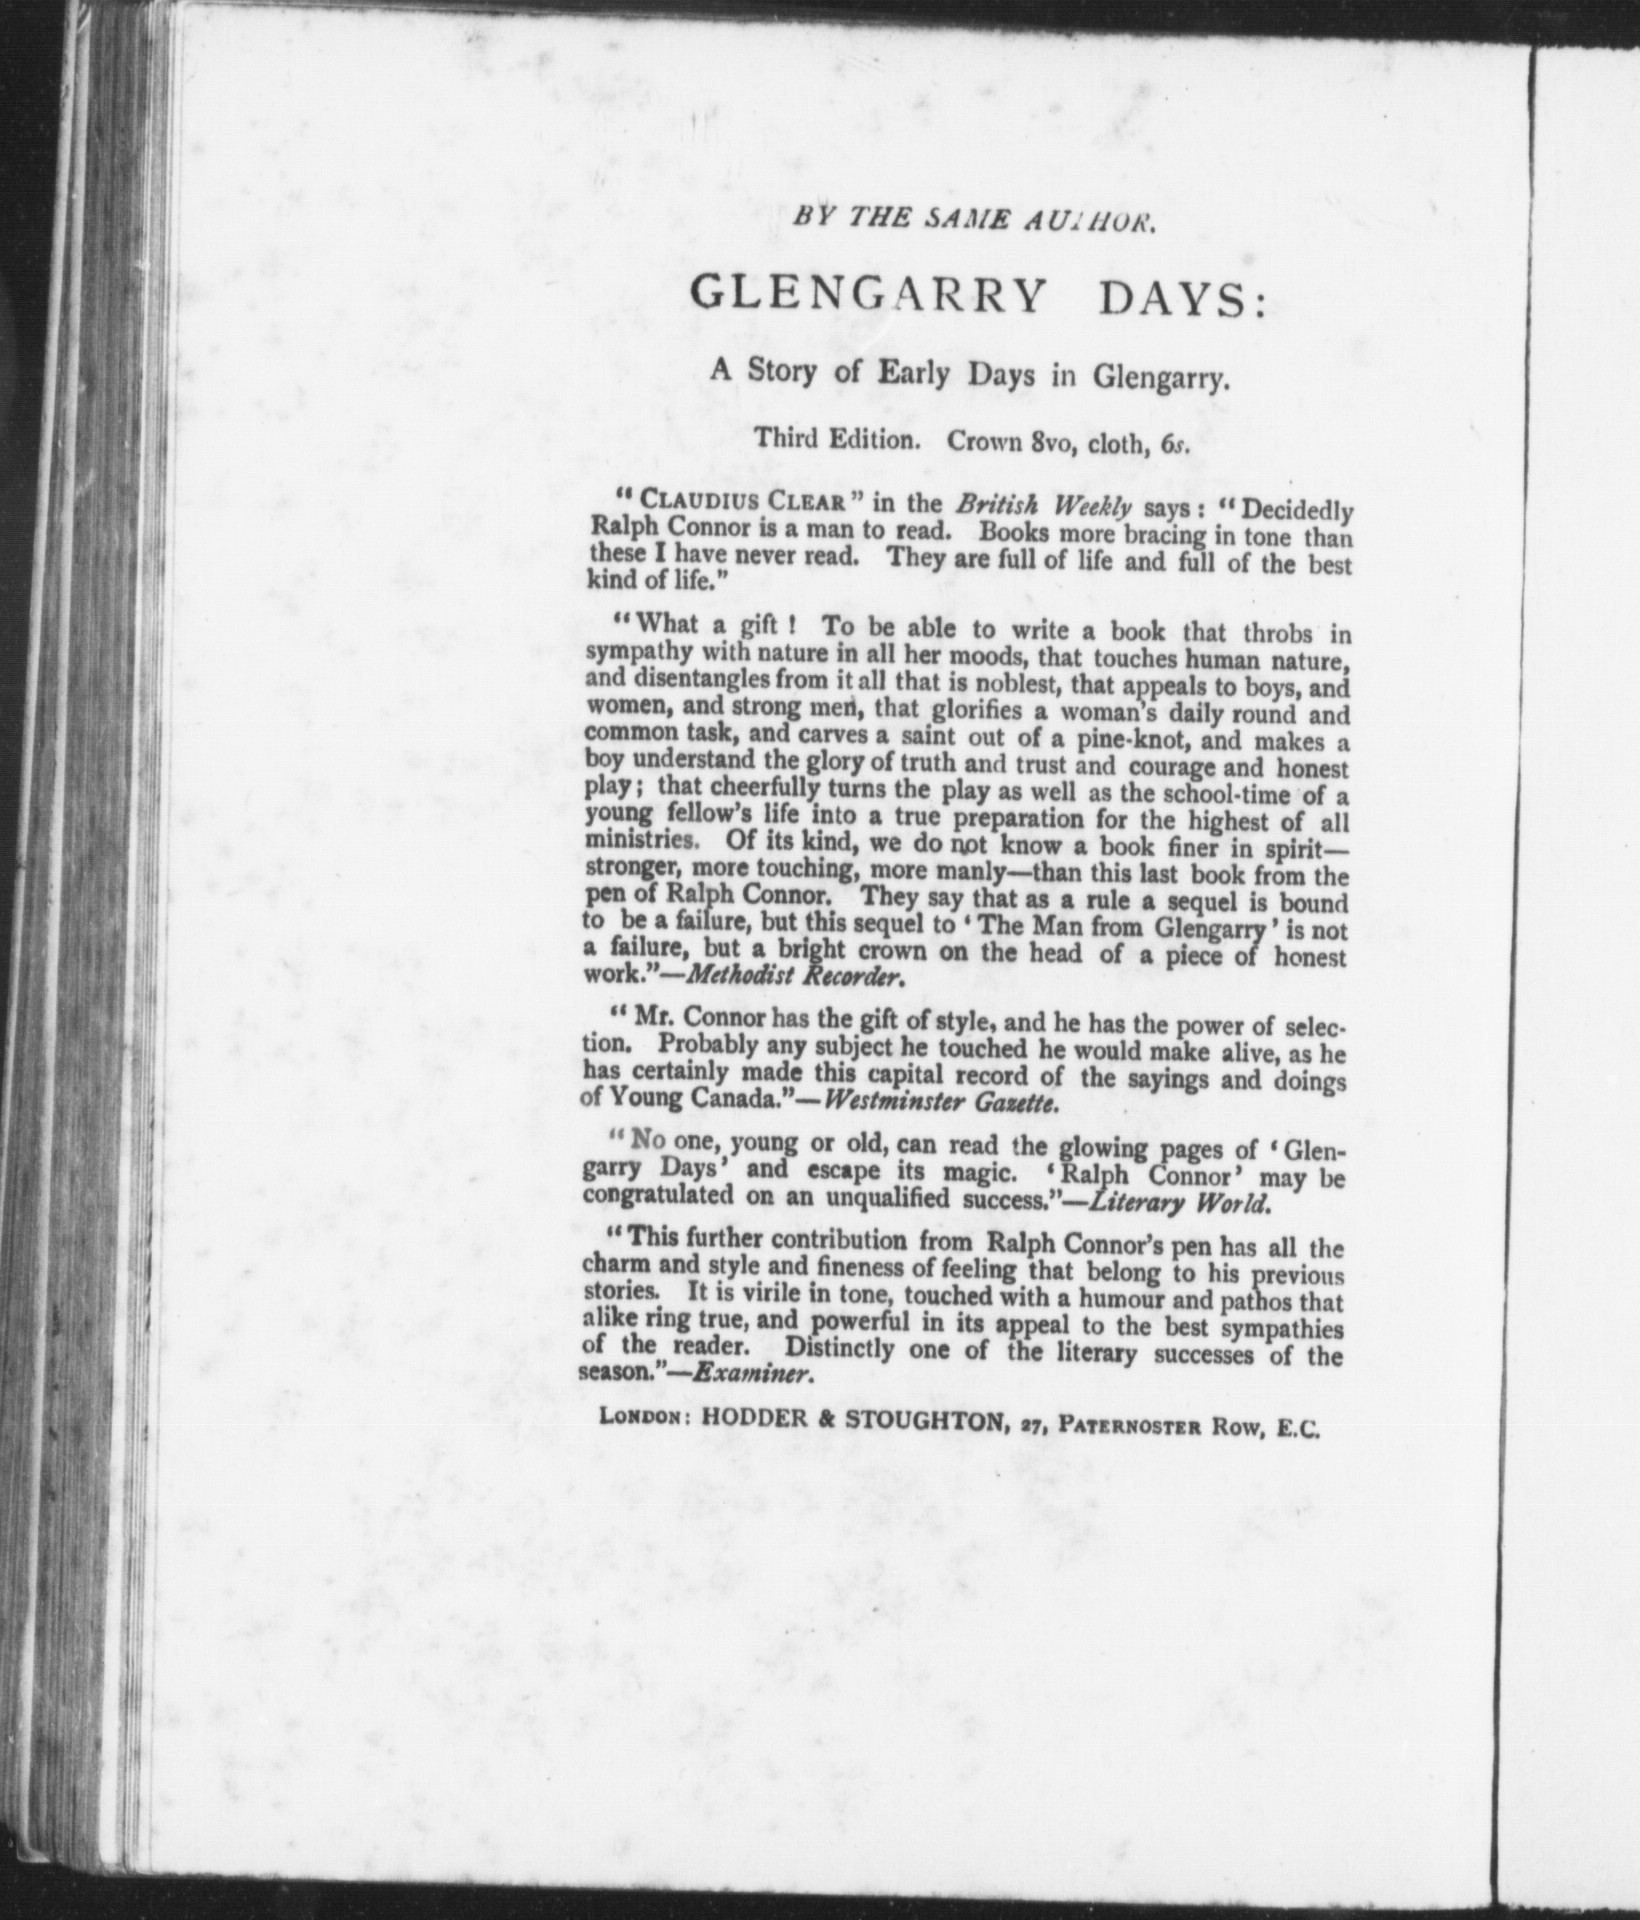 BY THE SAME AUTHOR.
GLENGARRY DAYS:
A Story of Early Days in Glengarry.
Third Edition. Crown 8vo, cloth, 6s.
"CLAUDIUS CLEAR" in the British Weekly says: "Decidedly
Ralph Connor is a man to read. Books more bracing in tone than
these I have never read. They are full of life and full of the best
kind of life."
"What a gift! To be able to write a book that throbs in
sympathy with nature in all her moods, that touches human nature,
and disentangles from it all that is noblest, that appeals to boys, and
women, and strong men, that glorifies a woman's daily round and
common task, and carves a saint out of a pine-knot, and makes a
boy understand the glory of truth and trust and courage and honest
play; that cheerfully turns the play as well as the school-time of a
young fellow's life into a true preparation for the highest of all
ministries. Of its kind, we do not know a book finer in spirit—
stronger, more touching, more manly—than this last book from the
pen of Ralph Connor. They say that as a rule a sequel is bound
to be a failure, but this sequel to 'The Man from Glengarry' is not
a failure, but a bright crown on the head of a piece of honest
work."—Methodist Recorder.
"Mr. Connor has the gift of style, and he has the power of selec-
tion. Probably any subject he touched he would make alive, as he
has certainly made this capital record of the sayings and doings
of Young Canada."—Westminster Gazette.
"No one, young or old, can read the glowing pages of 'Glen-
garry Days' and escape its magic. 'Ralph Connor' may be
congratulated on an unqualified success."—Literary World.
"This further contribution from Ralph Connor's pen has all the
charm and style and fineness of feeling that belong to his previous
stories. It is virile in tone, touched with a humour and pathos that
alike ring true, and powerful in its appeal to the best sympathies
of the reader. Distinctly one of the literary successes of the
season."—Examiner.
LONDON: HODDER & STOUGHTON, 27, PATERNOSTER ROW, E.C.